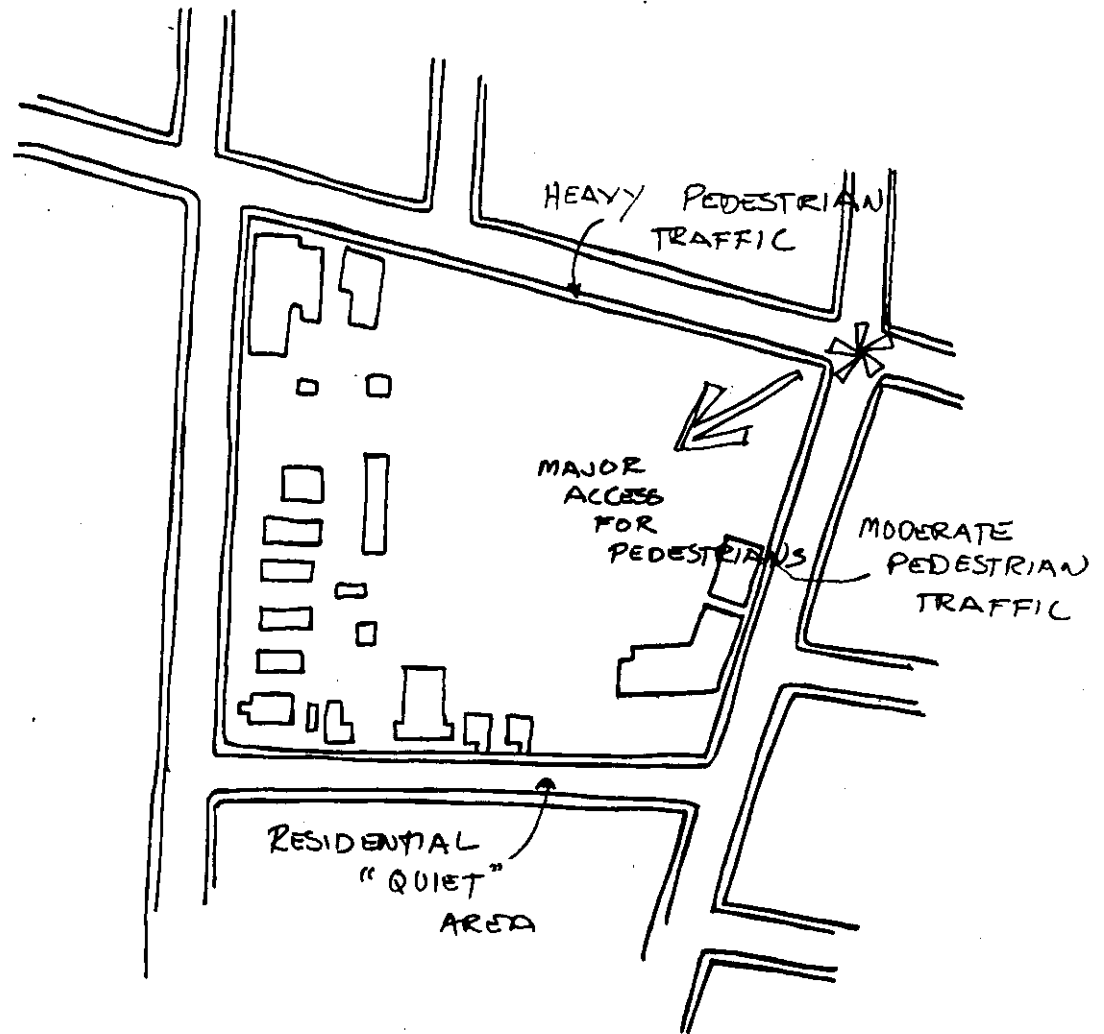 HEAVY PEDESTRIAN
TRAFFIC
MAJOR
ACCESS
FOR
PEDESTRIANS
MODERATE
PEDESTRIAN
TRAFFIC
RESIDENTIAL
"QUIET"
AREA